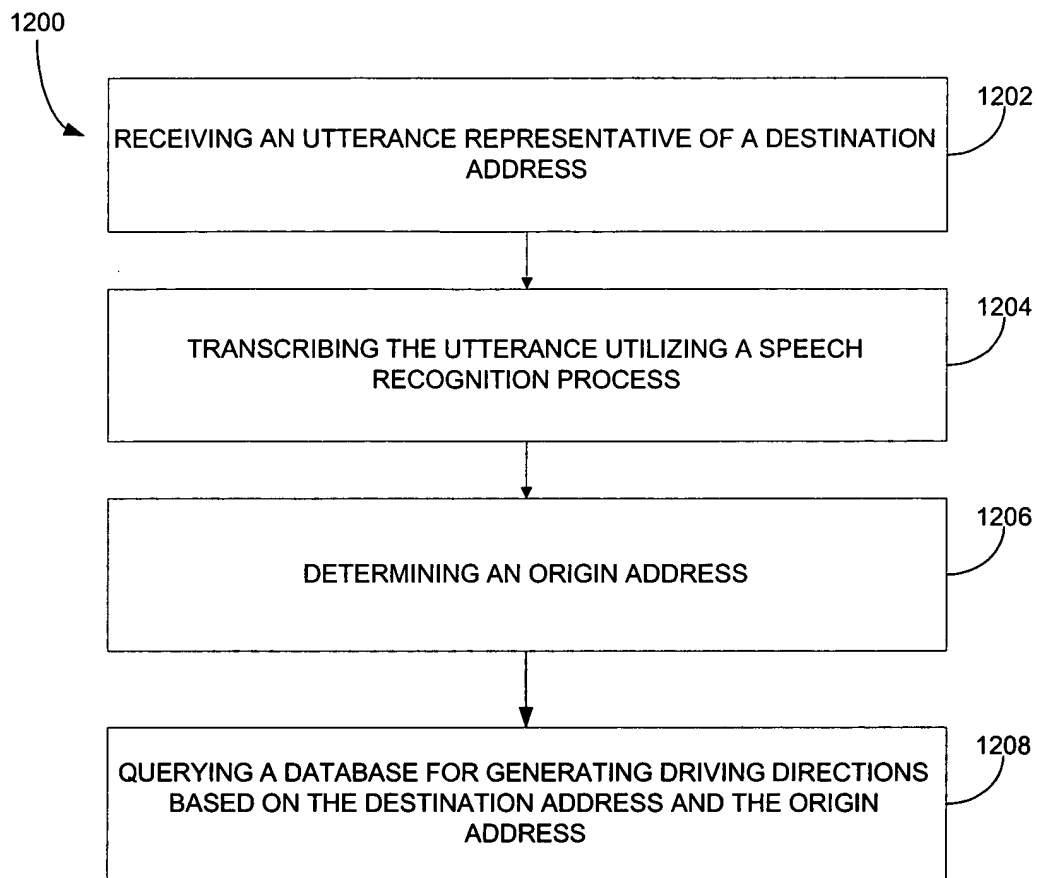 1200
1202
RECEIVING AN UTTERANCE REPRESENTATIVE OF A DESTINATION
ADDRESS
1204
TRANSCRIBING THE UTTERANCE UTILIZING A SPEECH
RECOGNITION PROCESS
1206
DETERMINING AN ORIGIN ADDRESS
1208
QUERYING A DATABASE FOR GENERATING DRIVING DIRECTIONS
BASED ON THE DESTINATION ADDRESS AND THE ORIGIN
ADDRESS